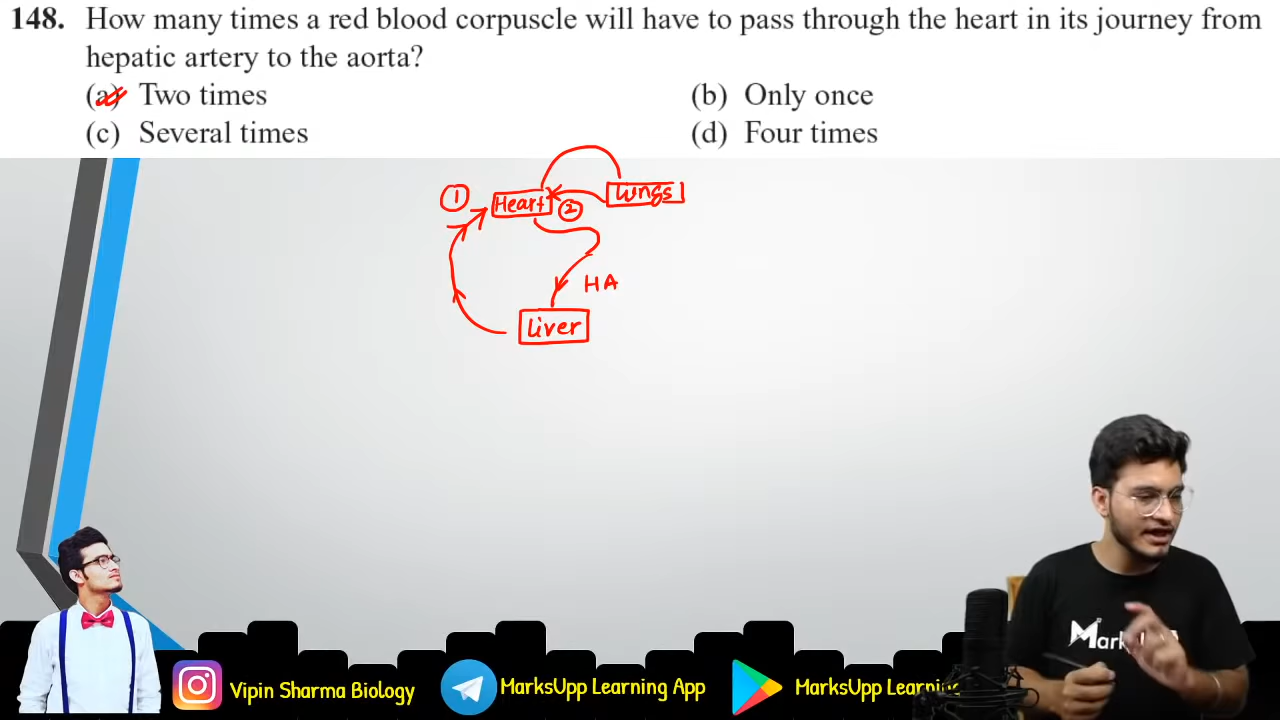 148. How many times a red blood corpuscle will have to pass through the heart in its journey from
hepatic artery to the aorta?
(a) Two times (b) Only once
(c) Several times (d) Four times
1 Heart 2 Lungs
HA
Liver
Vipin Sharma Biology
MarksUpp Learning App
MarksUpp Learning